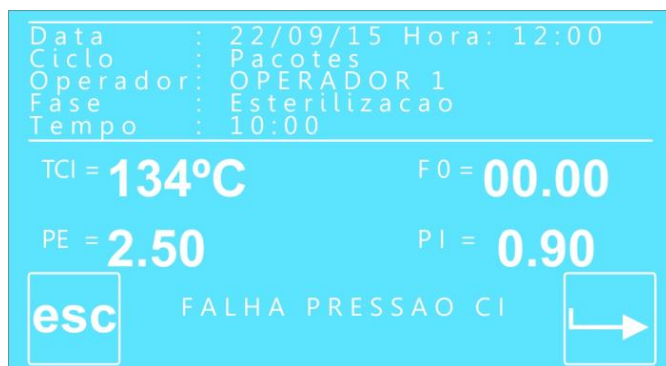 Data : 22/09/15 Hora: 12:00
Ciclo : Pacotes
Operador: OPERADOR 1
Fase : Esterilizacao
Tempo : 10:00
TCI = 134ºC F0 = 00.00
PE = 2.50 PI = 0.90
esc FALHA PRESSAO CI